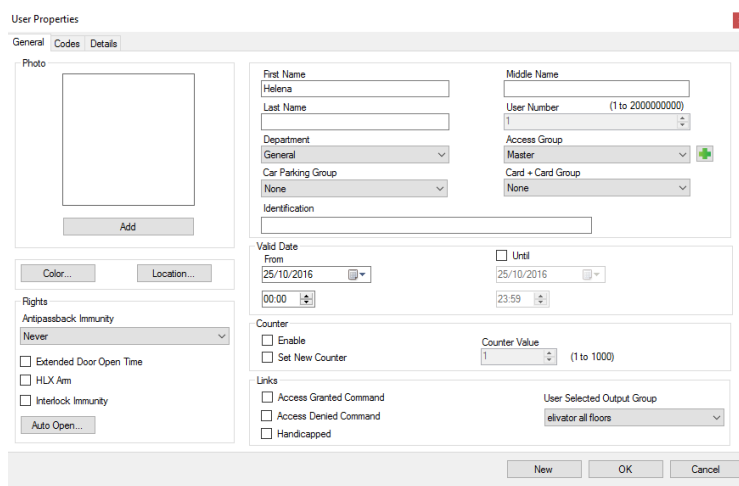 User Properties
General Codes Details
Photo
Add
Color... Location...
Rights
Antipassback Immunity
Never
Extended Door Open Time
HLX Arm
Interlock Immunity
Auto Open...
First Name Middle Name
Helena
Last Name User Number (1 to 2000000000)
1
Department Access Group
General Master
Car Parking Group Card + Card Group
None None
Identification
Valid Date
From Until
25/10/2016 25/10/2016
00:00 23:59
Counter
Enable Counter Value
Set New Counter 1 (1 to 1000)
Links
Access Granted Command User Selected Output Group
Access Denied Command elivator all floors
Handicapped
New OK Cancel